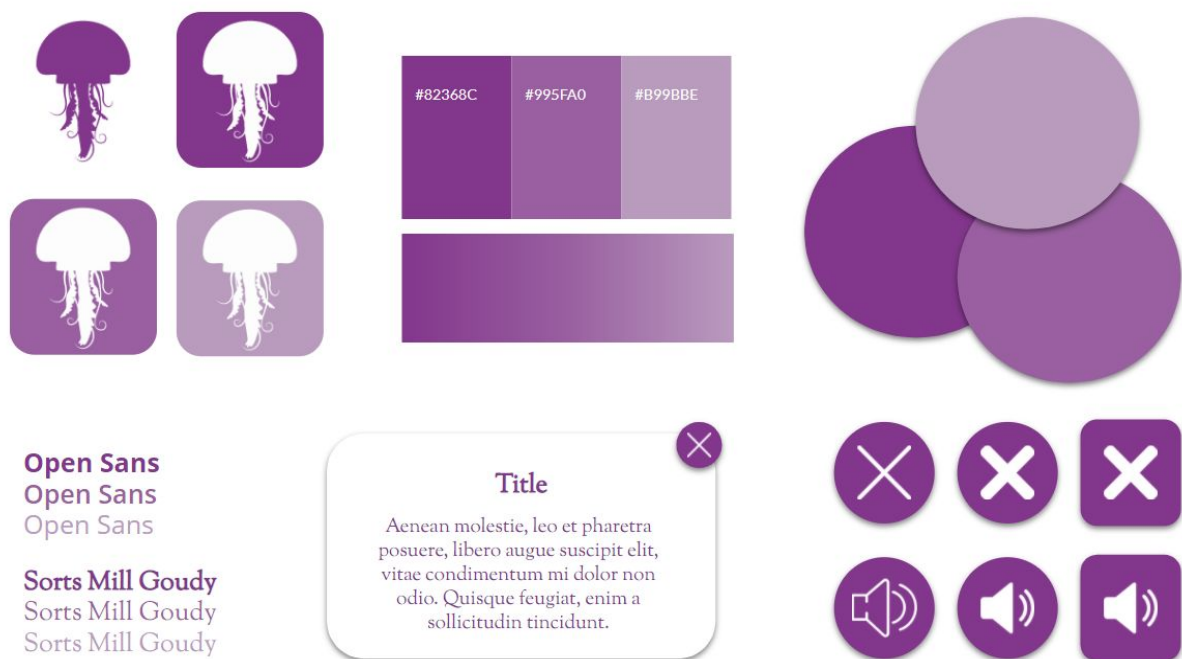 #82368C
#995FA0
#B99BBE
Open Sans
Open Sans
Open Sans
Sorts Mill Goudy
Sorts Mill Goudy
Sorts Mill Goudy
Title
Aenean molestie, leo et pharetra
posuere, libero augue suscipit elit,
vitae condimentum mi dolor non
odio. Quisque feugiat, enim a
sollicitudin tincidunt.